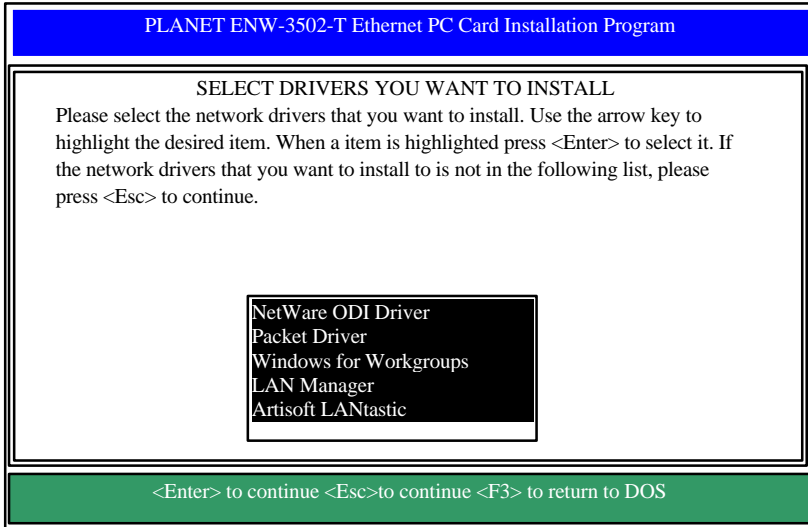 PLANET ENW-3502-T Ethernet PC Card Installation Program
SELECT DRIVERS YOU WANT TO INSTALL
Please select the network drivers that you want to install. Use the arrow key to
highlight the desired item. When a item is highlighted press <Enter> to select it. If
the network drivers that you want to install to is not in the following list, please
press <Esc> to continue.
NetWare ODI Driver
Packet Driver
Windows for Workgroups
LAN Manager
Artisoft LANtastic
<Enter> to continue <Esc>to continue <F3> to return to DOS